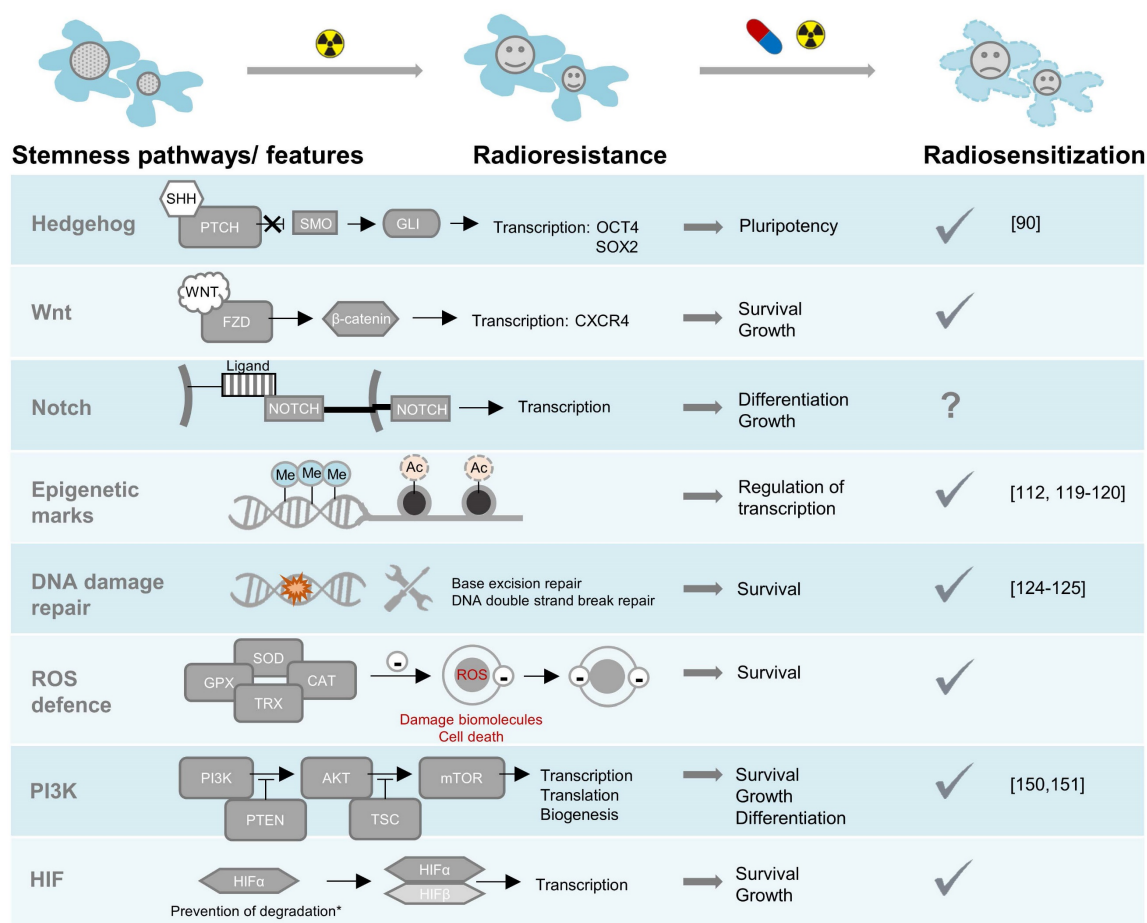 Stemness pathways/ features
Radioresistance
Radiosensitization
Hedgehog
SHH
PTCH
SMO
GLI
Transcription: OCT4
SOX2
Pluripotency
[90]
Wnt
WNT
FZD
β-catenin
Transcription: CXCR4
Survival
Growth
Notch
Ligand
NOTCH
NOTCH
Transcription
Differentiation
Growth
?
Epigenetic
marks
Me
Me
Me
Ac
Ac
Regulation of
transcription
[112, 119-120]
DNA damage
repair
Base excision repair
DNA double strand break repair
Survival
[124-125]
ROS
defence
SOD
GPX
CAT
TRX
-
ROS
-
-
-
Damage biomolecules
Cell death
Survival
PI3K
PI3K
AKT
mTOR
PTEN
TSC
Transcription
Translation
Biogenesis
Survival
Growth
Differentiation
[150,151]
HIF
HIFα
Prevention of degradation*
HIFα
HIFβ
Transcription
Survival
Growth